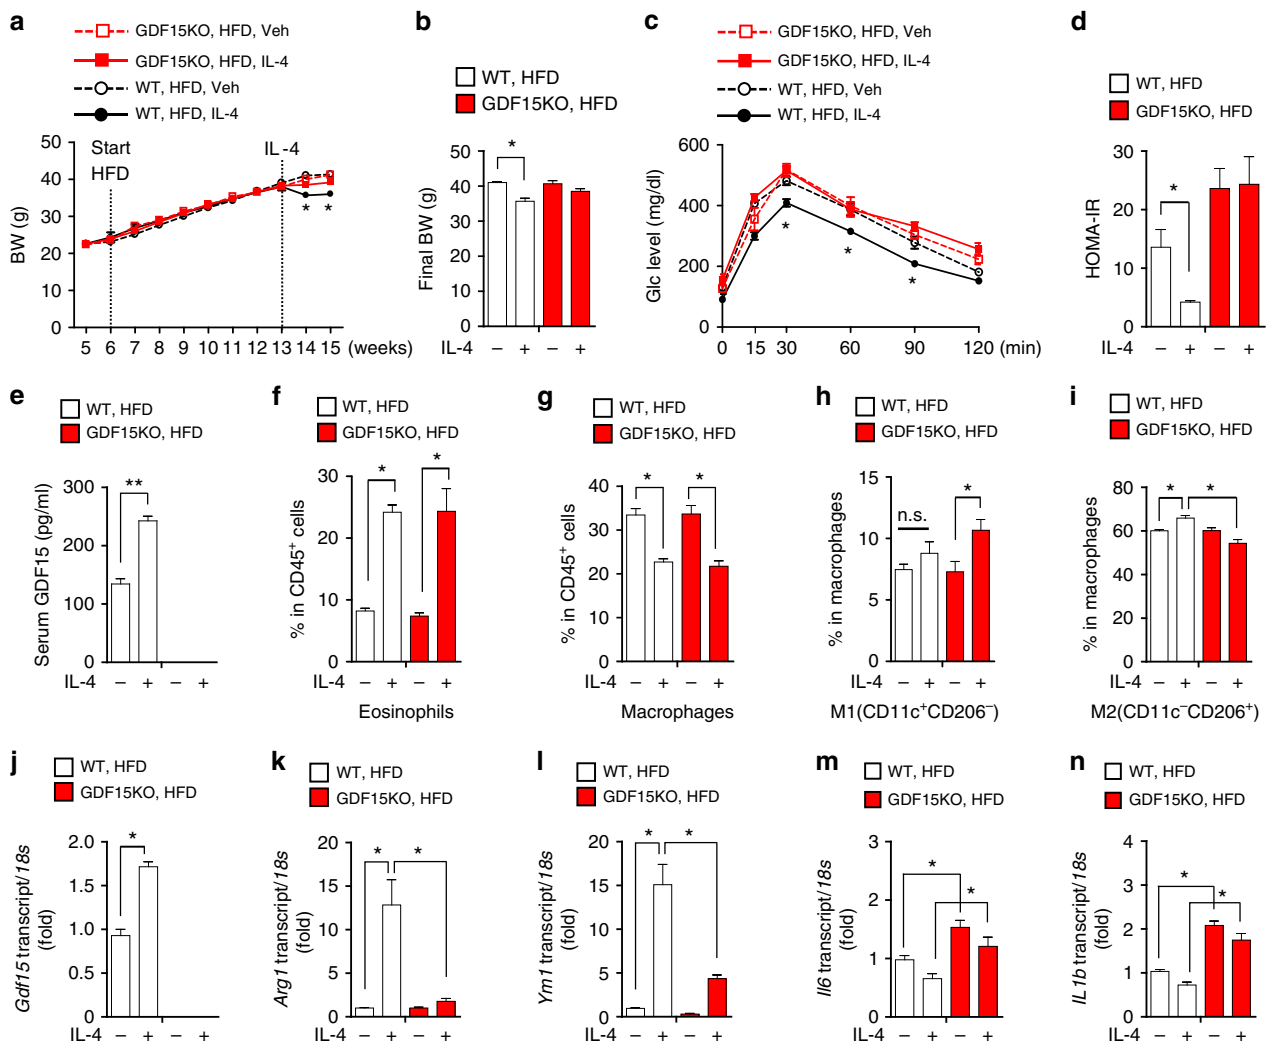 a
GDF15KO, HFD, Veh
GDF15KO, HFD, IL-4
WT, HFD, Veh
WT, HFD, IL-4
BW (g)
50
40
30
20
10
0
Start
HFD
IL-4
* *
5 6 7 8 9 10 11 12 13 14 15 (weeks)
b
WT, HFD
GDF15KO, HFD
Final BW (g)
50
40
30
20
10
0
*
IL-4 – + – +
c
GDF15KO, HFD, Veh
GDF15KO, HFD, IL-4
WT, HFD, Veh
WT, HFD, IL-4
Glc level (mg/dl)
600
400
200
0
* * *
0 15 30 60 90 120 (min)
d
WT, HFD
GDF15KO, HFD
HOMA-IR
30
20
10
0
*
IL-4 – + – +
e
WT, HFD
GDF15KO, HFD
Serum GDF15 (pg/ml)
300
200
100
0
**
IL-4 – + – +
f
WT, HFD
GDF15KO, HFD
% in CD45⁺ cells
30
20
10
0
* *
IL-4 – + – +
Eosinophils
g
WT, HFD
GDF15KO, HFD
% in CD45⁺ cells
40
30
20
10
0
* *
IL-4 – + – +
Macrophages
h
WT, HFD
GDF15KO, HFD
% in macrophages
15
10
5
0
n.s. *
IL-4 – + – +
M1(CD11c⁺CD206⁻)
i
WT, HFD
GDF15KO, HFD
% in macrophages
80
60
40
20
0
* *
IL-4 – + – +
M2(CD11c⁻CD206⁺)
j
WT, HFD
GDF15KO, HFD
Gdf15 transcript/18s
(fold)
2.0
1.0
0
*
IL-4 – + – +
k
WT, HFD
GDF15KO, HFD
Arg1 transcript/18s
(fold)
20
15
10
5
0
* *
IL-4 – + – +
l
WT, HFD
GDF15KO, HFD
Ym1 transcript/18s
(fold)
20
15
10
5
0
* *
IL-4 – + – +
m
WT, HFD
GDF15KO, HFD
Il6 transcript/18s
(fold)
3
2
1
0
*
*
IL-4 – + – +
n
WT, HFD
GDF15KO, HFD
IL1b transcript/18s
(fold)
4
3
2
1
0
*
*
IL-4 – + – +